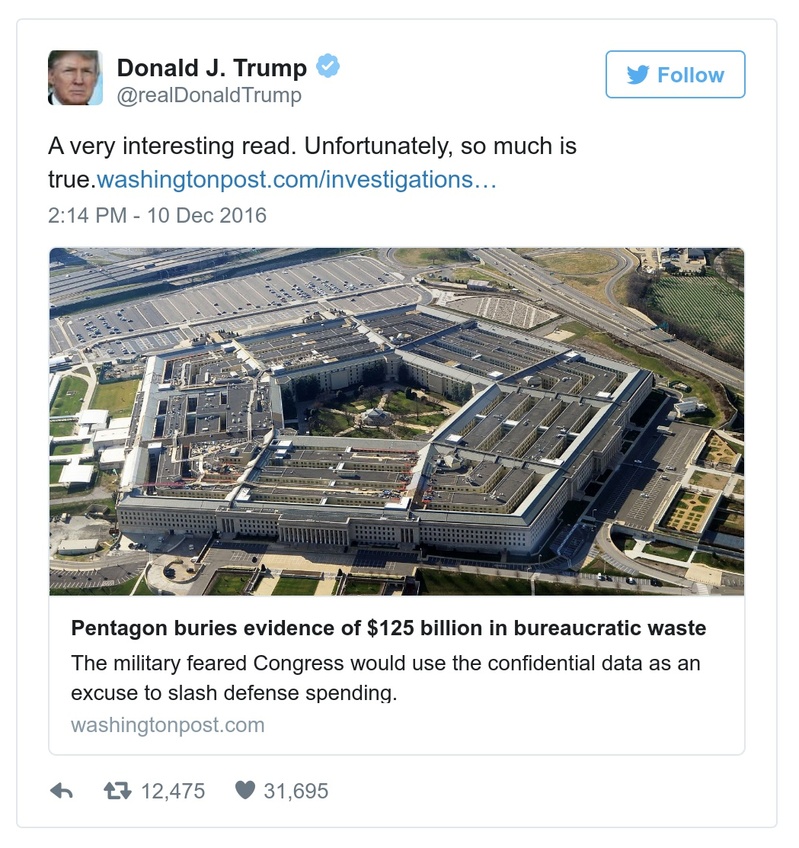 Donald J. Trump
@realDonaldTrump
Follow
A very interesting read. Unfortunately, so much is
true.washingtonpost.com/investigations…
2:14 PM - 10 Dec 2016
Pentagon buries evidence of $125 billion in bureaucratic waste
The military feared Congress would use the confidential data as an
excuse to slash defense spending.
washingtonpost.com
12,475 31,695